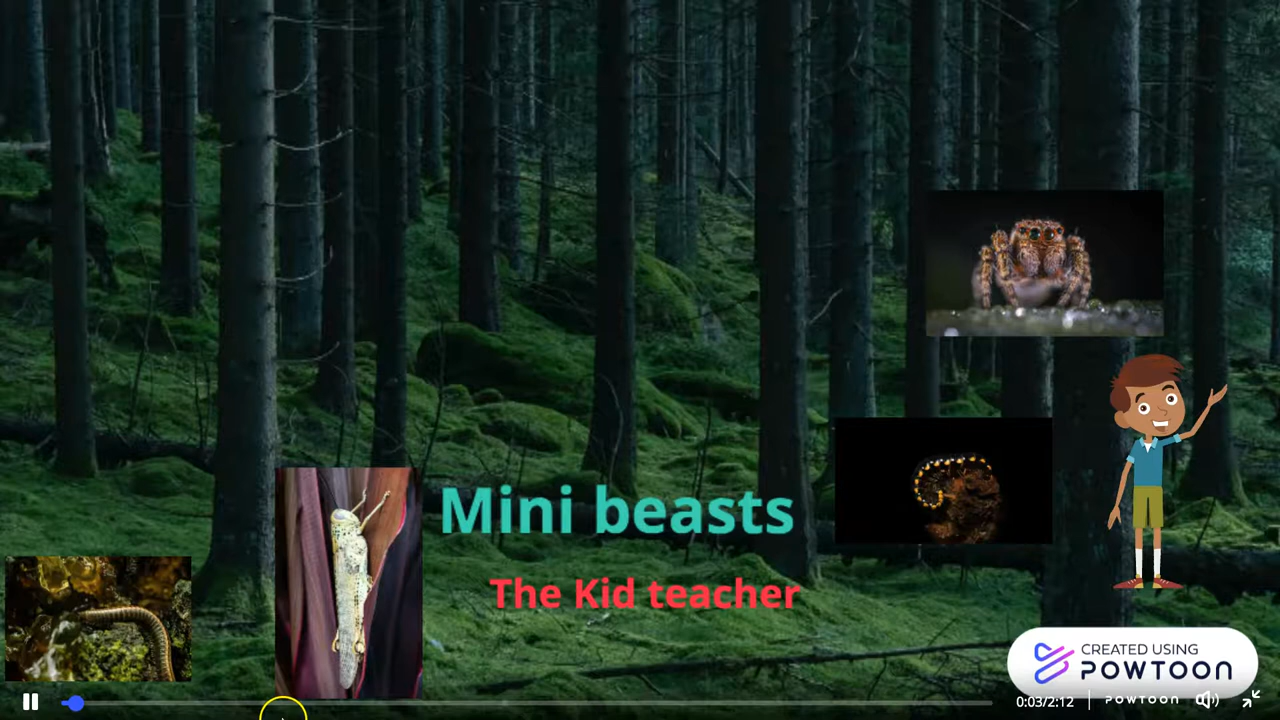 Mini beasts
The Kid teacher
CREATED USING
POWTOON
0:03/2:12
POWTOON